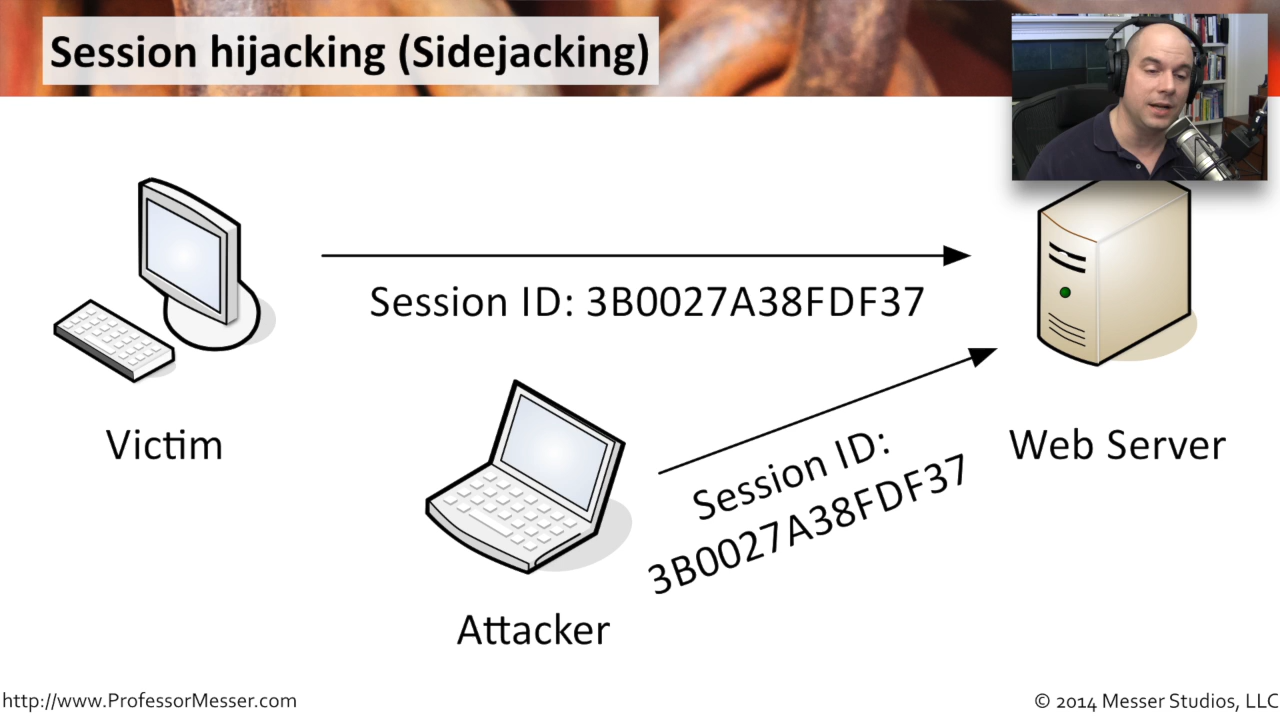 Session hijacking (Sidejacking)
Session ID: 3B0027A38FDF37
Victim
Web Server
Session ID:
3B0027A38FDF37
Attacker
http://www.ProfessorMesser.com
© 2014 Messer Studios, LLC